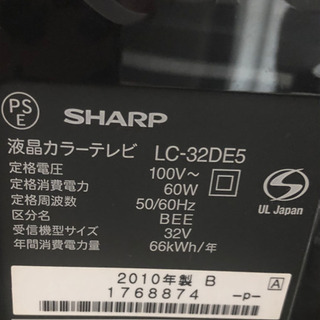 PS
E
SHARP
液晶カラーテレビ LC-32DE5
定格電圧 100V～
定格消費電力 60W
定格周波数 50/60Hz
区分名 BEE
受信機型サイズ 32V
年間消費電力量 66kWh/年
S
UL Japan
2010年製 B
1768874 -p-
A